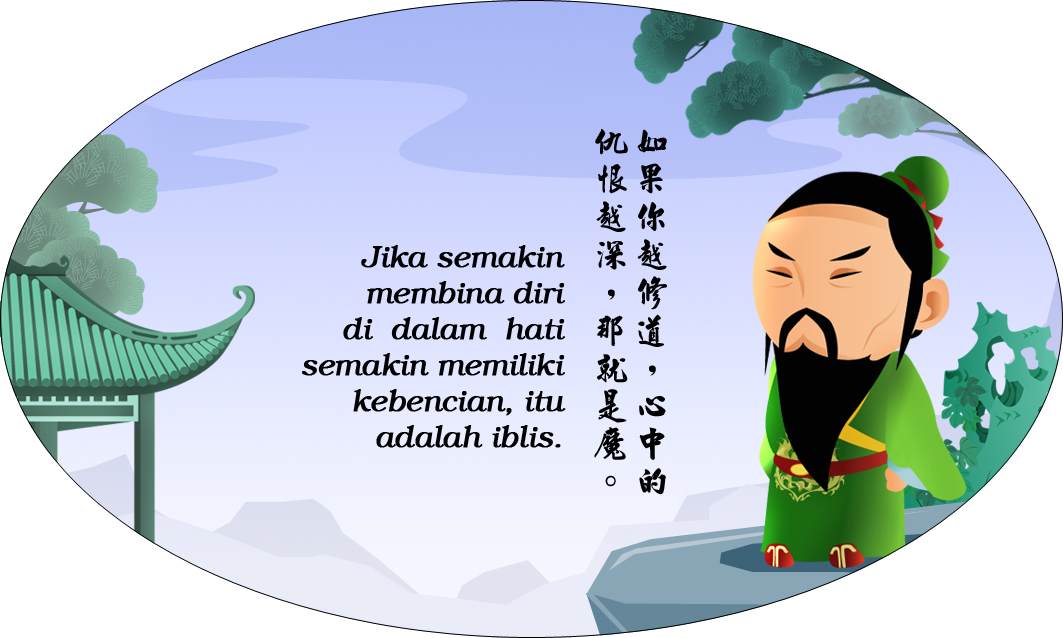 如果你越修道，心中的
仇恨越深，那就是魔。
Jika semakin
membina diri
di dalam hati
semakin memiliki
kebencian, itu
adalah iblis.